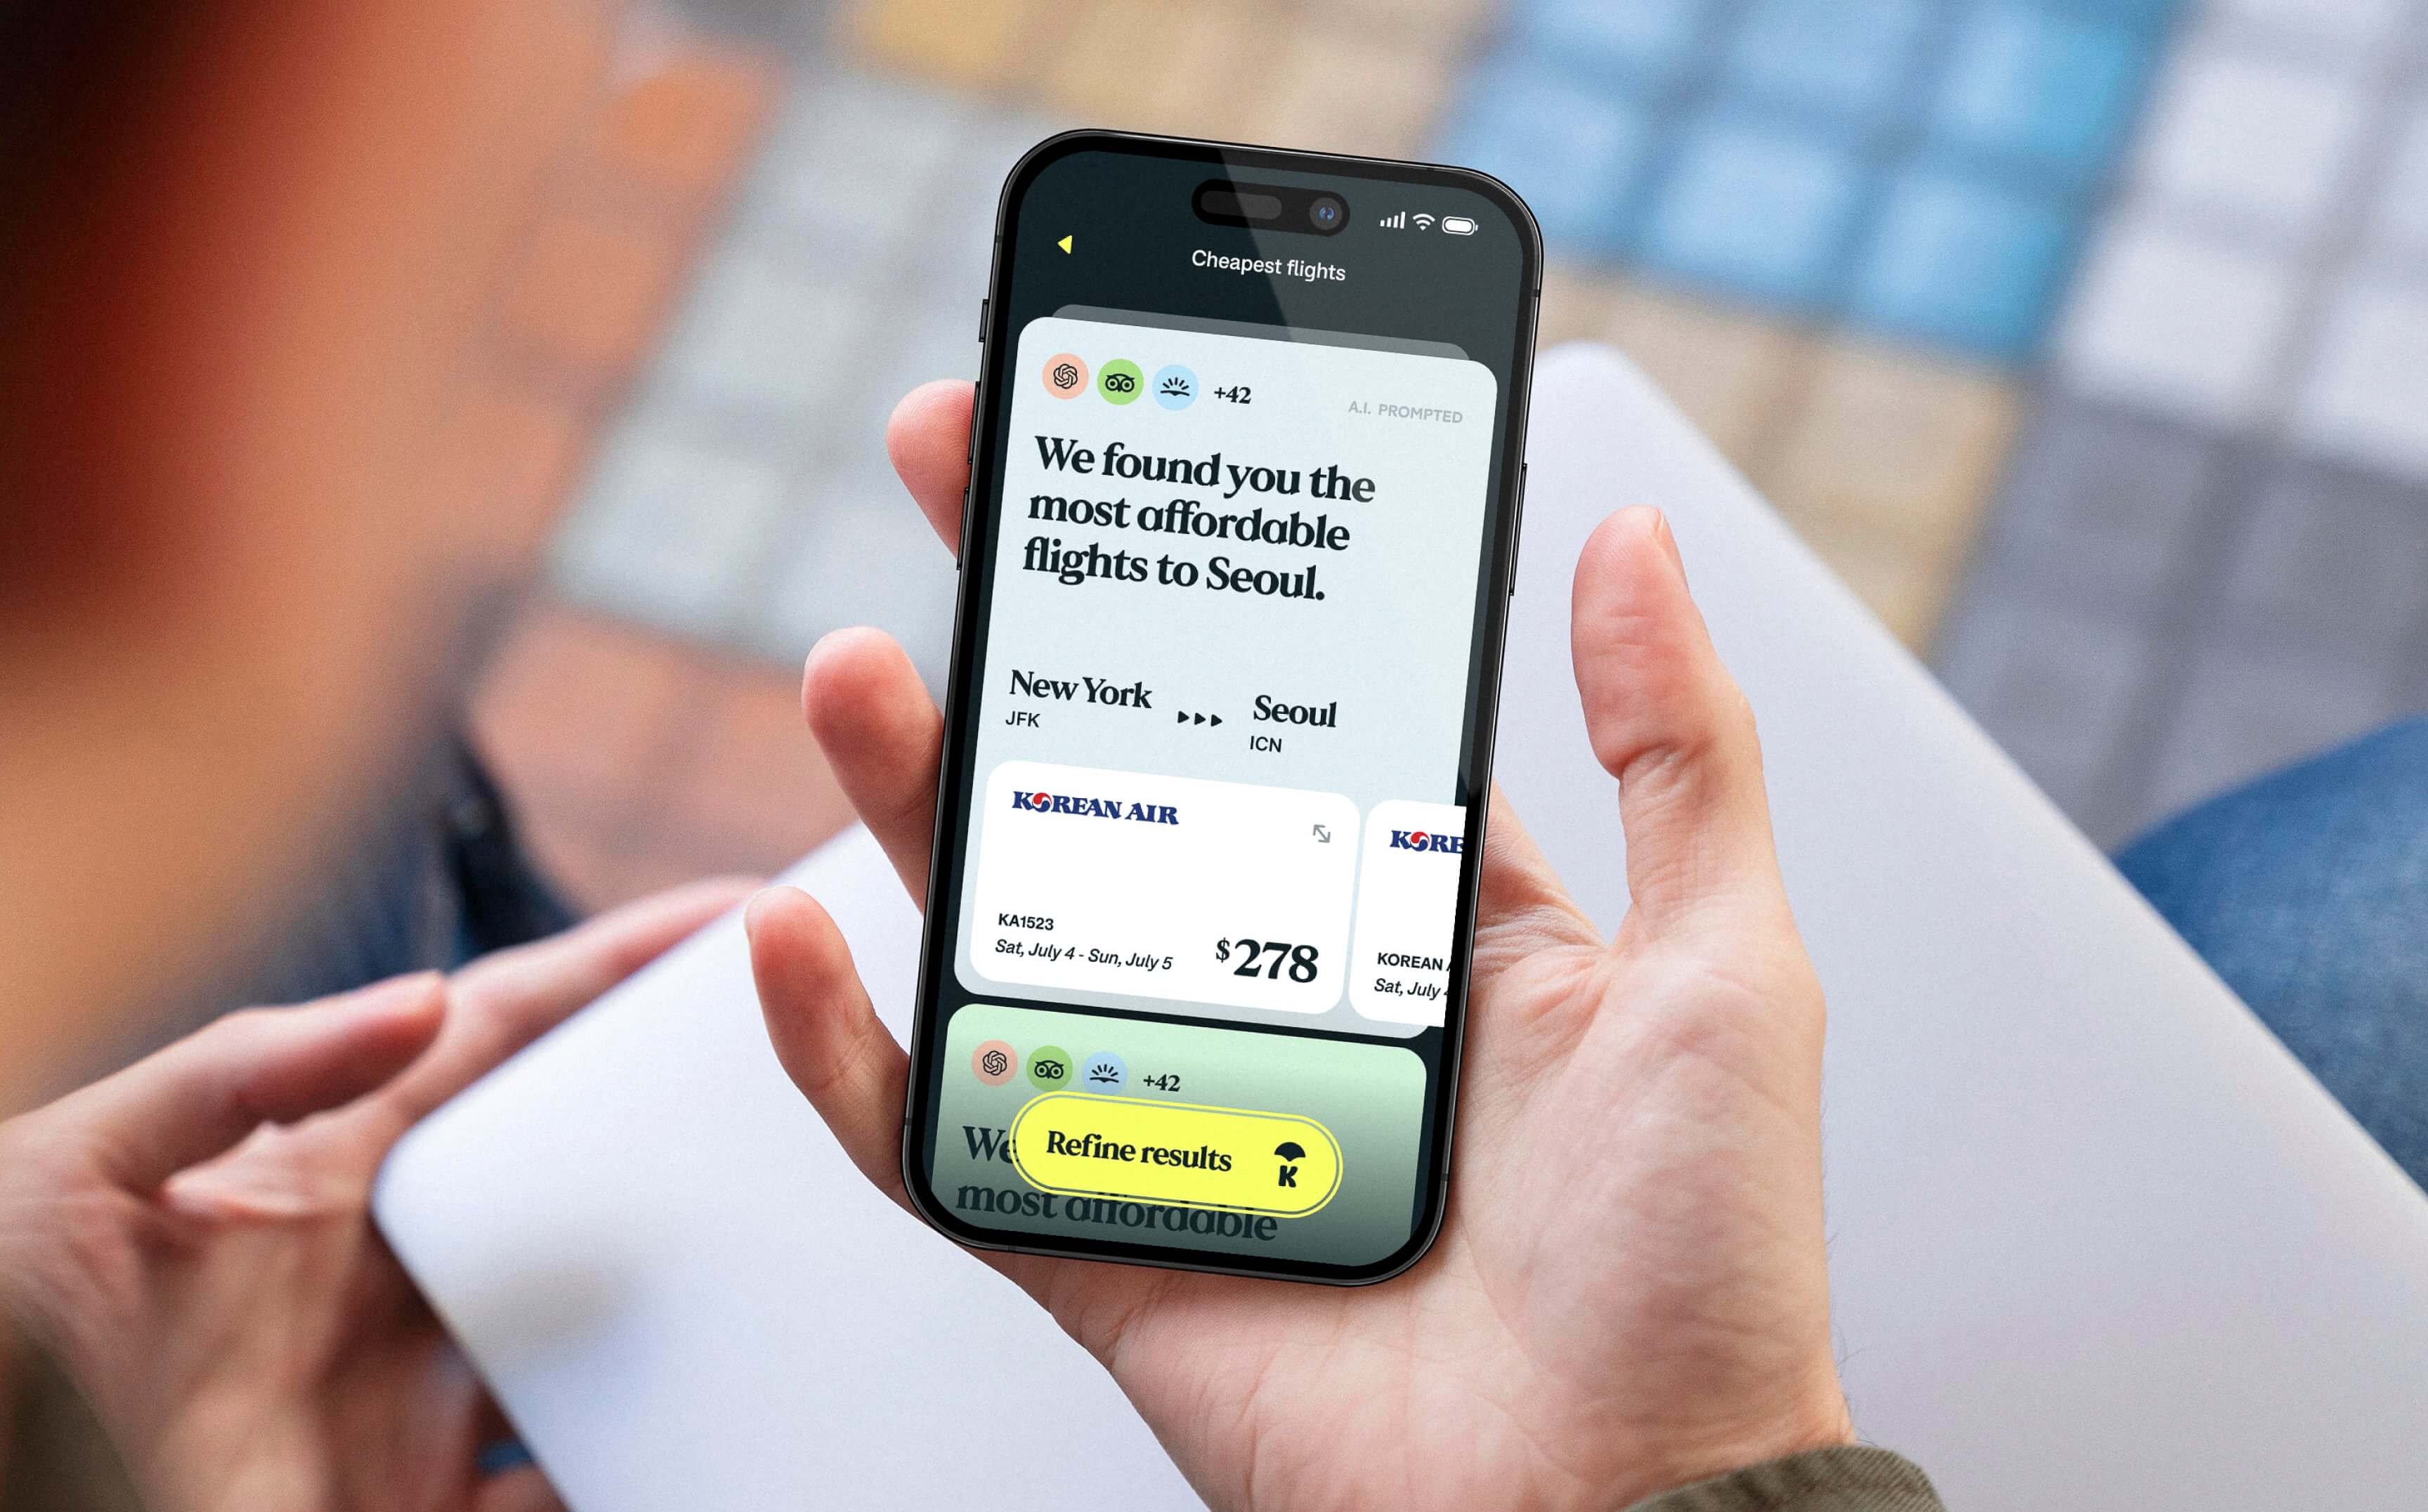 Cheapest flights
+42
A.I. PROMPTED
We found you the
most affordable
flights to Seoul.
New York
JFK
Seoul
ICN
KOREAN AIR
KORE
KA1523
Sat, July 4 - Sun, July 5
$278
KOREAN
Sat, July
+42
We
Refine results
K
most affordable